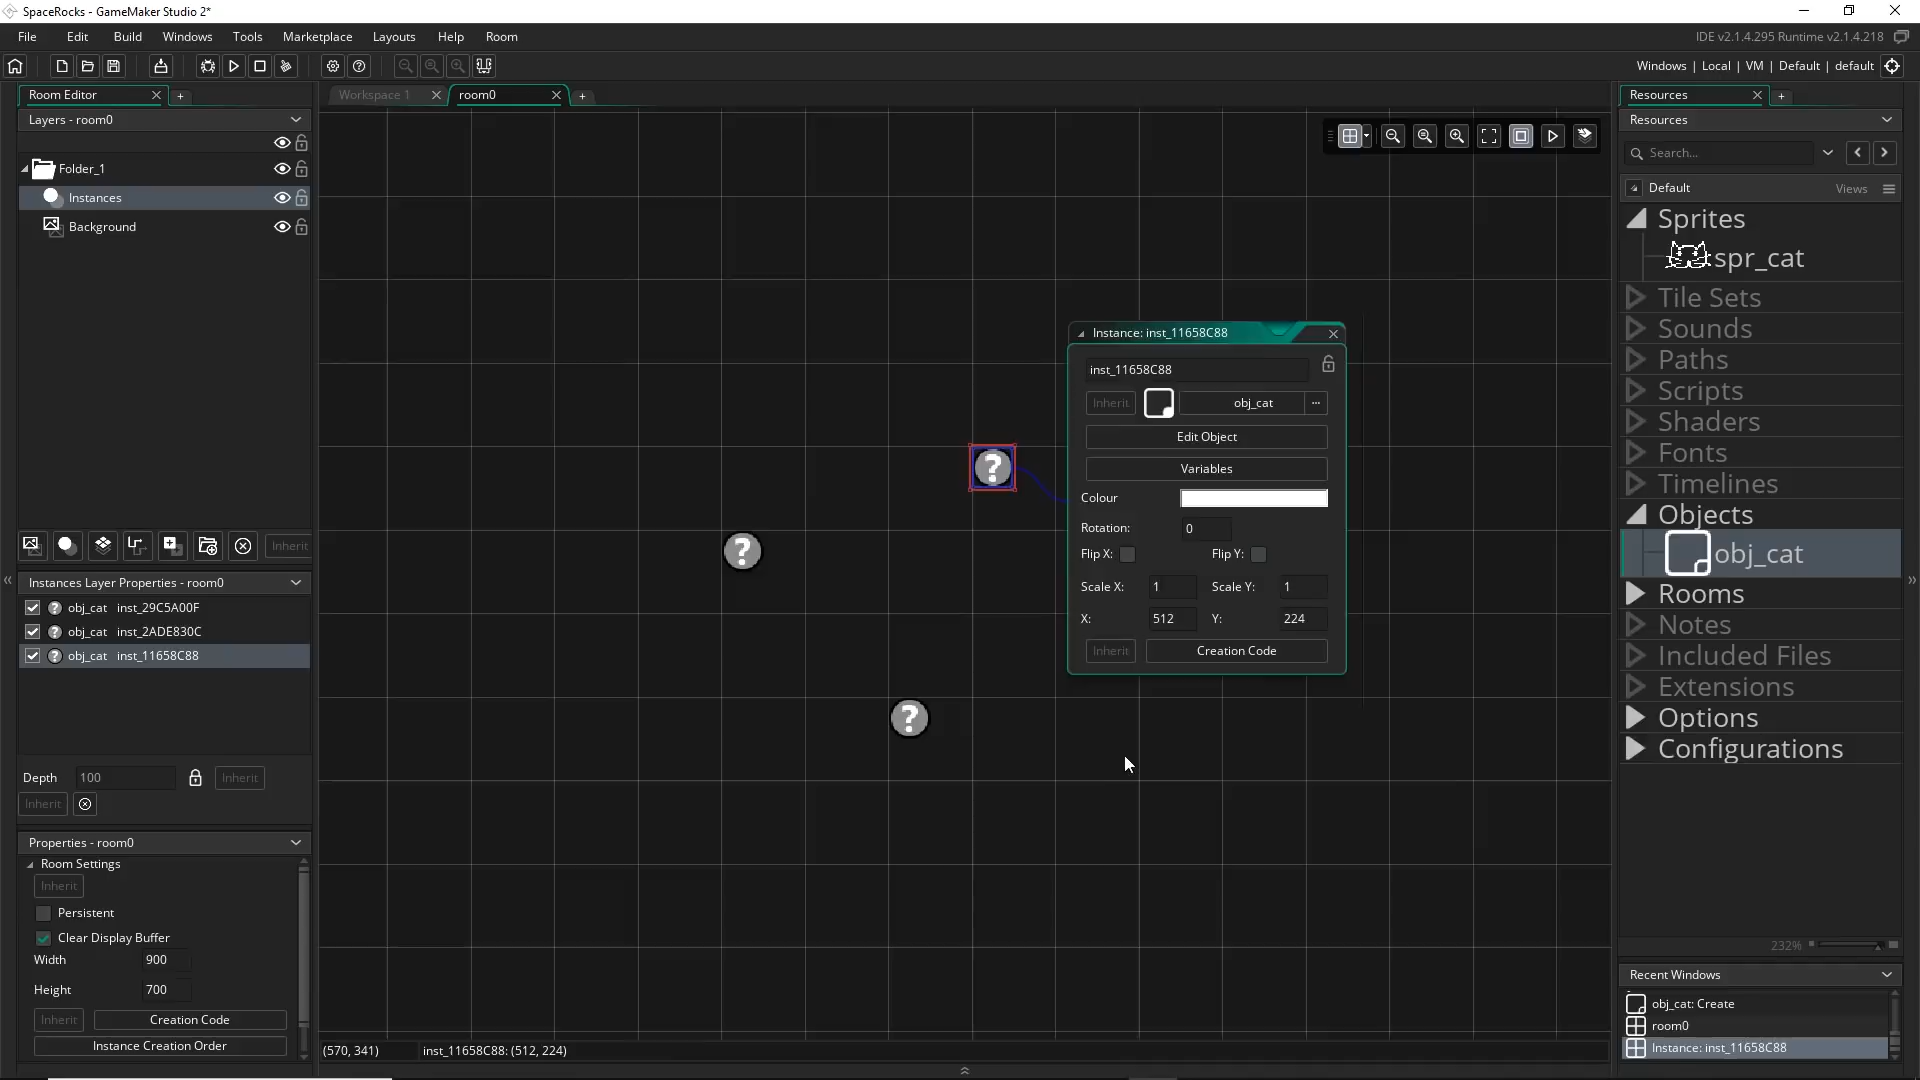 SpaceRocks - GameMaker Studio 2*
File Edit Build Windows Tools Marketplace Layouts Help Room
IDE v2.1.4.295 Runtime v2.1.4.218
Windows | Local | VM | Default | default
Room Editor
Layers - room0
Folder_1
Instances
Background
Inherit
Instances Layer Properties - room0
obj_cat inst_29C5A00F
obj_cat inst_2ADE830C
obj_cat inst_11658C88
Depth 100 Inherit
Inherit
Properties - room0
Room Settings
Inherit
Persistent
Clear Display Buffer
Width 900
Height 700
Inherit Creation Code
Instance Creation Order
Workspace 1 room0
?
?
?
Instance: inst_11658C88
inst_11658C88
Inherit obj_cat ...
Edit Object
Variables
Colour
Rotation: 0
Flip X: Flip Y:
Scale X: 1 Scale Y: 1
X: 512 Y: 224
Inherit Creation Code
(570, 341) inst_11658C88: (512, 224)
Resources
Resources
Search...
Default Views
Sprites
spr_cat
Tile Sets
Sounds
Paths
Scripts
Shaders
Fonts
Timelines
Objects
obj_cat
Rooms
Notes
Included Files
Extensions
Options
Configurations
232%
Recent Windows
obj_cat: Create
room0
Instance: inst_11658C88